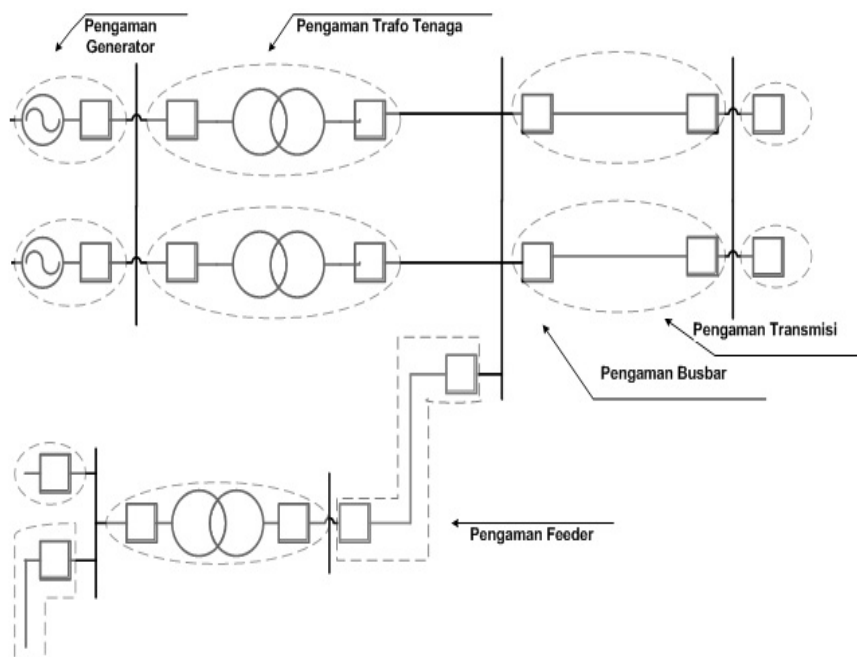 Pengaman
Generator
Pengaman Trafo Tenaga
Pengaman Transmisi
Pengaman Busbar
Pengaman Feeder